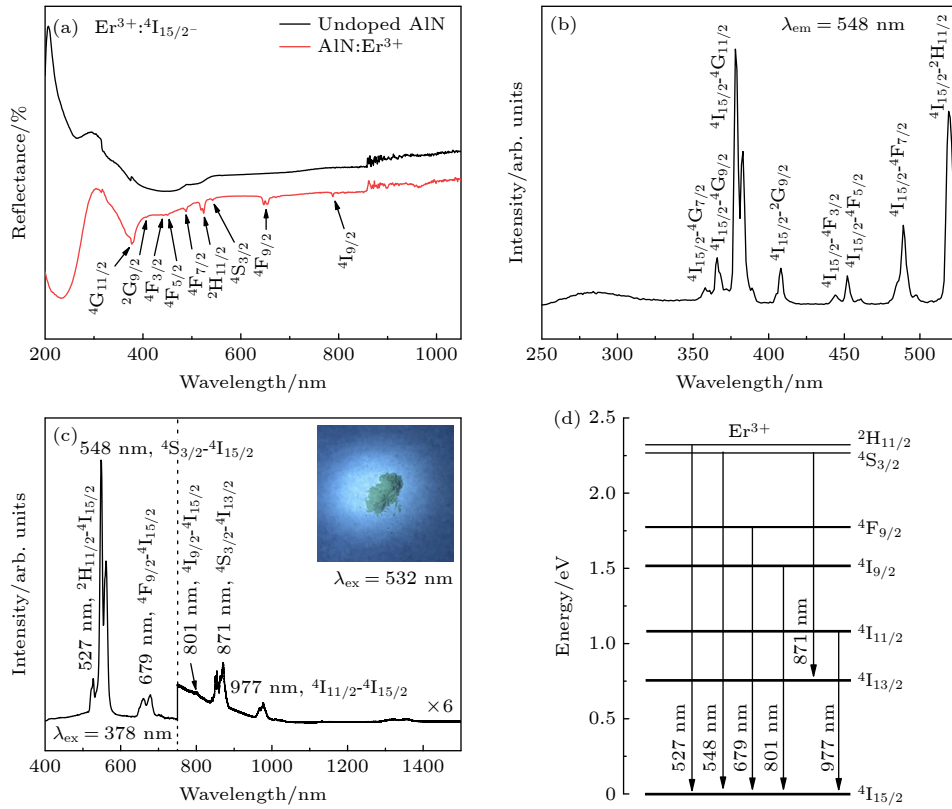 (a)
Er³⁺:⁴I₁₅/₂₋
Undoped AlN
AlN:Er³⁺
Reflectance/%
⁴G₁₁/₂
²G₉/₂
⁴F₃/₂
⁴F₅/₂
⁴F₇/₂
²H₁₁/₂
⁴S₃/₂
⁴F₉/₂
⁴I₉/₂
200 400 600 800 1000
Wavelength/nm
(b)
λem = 548 nm
Intensity/arb. units
⁴I₁₅/₂-⁴G₇/₂
⁴I₁₅/₂-⁴G₉/₂
⁴I₁₅/₂-⁴G₁₁/₂
⁴I₁₅/₂-²G₉/₂
⁴I₁₅/₂-⁴F₃/₂
⁴I₁₅/₂-⁴F₅/₂
⁴I₁₅/₂-⁴F₇/₂
⁴I₁₅/₂-²H₁₁/₂
250 300 350 400 450 500
Wavelength/nm
(c)
548 nm, ⁴S₃/₂-⁴I₁₅/₂
Intensity/arb. units
527 nm, ²H₁₁/₂-⁴I₁₅/₂
679 nm, ⁴F₉/₂-⁴I₁₅/₂
801 nm, ⁴I₉/₂-⁴I₁₅/₂
871 nm, ⁴S₃/₂-⁴I₁₃/₂
λex = 532 nm
977 nm, ⁴I₁₁/₂-⁴I₁₅/₂
×6
λex = 378 nm
400 600 800 1000 1200 1400
Wavelength/nm
(d)
Er³⁺
Energy/eV
2.5
2.0
1.5
1.0
0.5
0
²H₁₁/₂
⁴S₃/₂
⁴F₉/₂
⁴I₉/₂
⁴I₁₁/₂
⁴I₁₃/₂
⁴I₁₅/₂
527 nm
548 nm
679 nm
801 nm
871 nm
977 nm